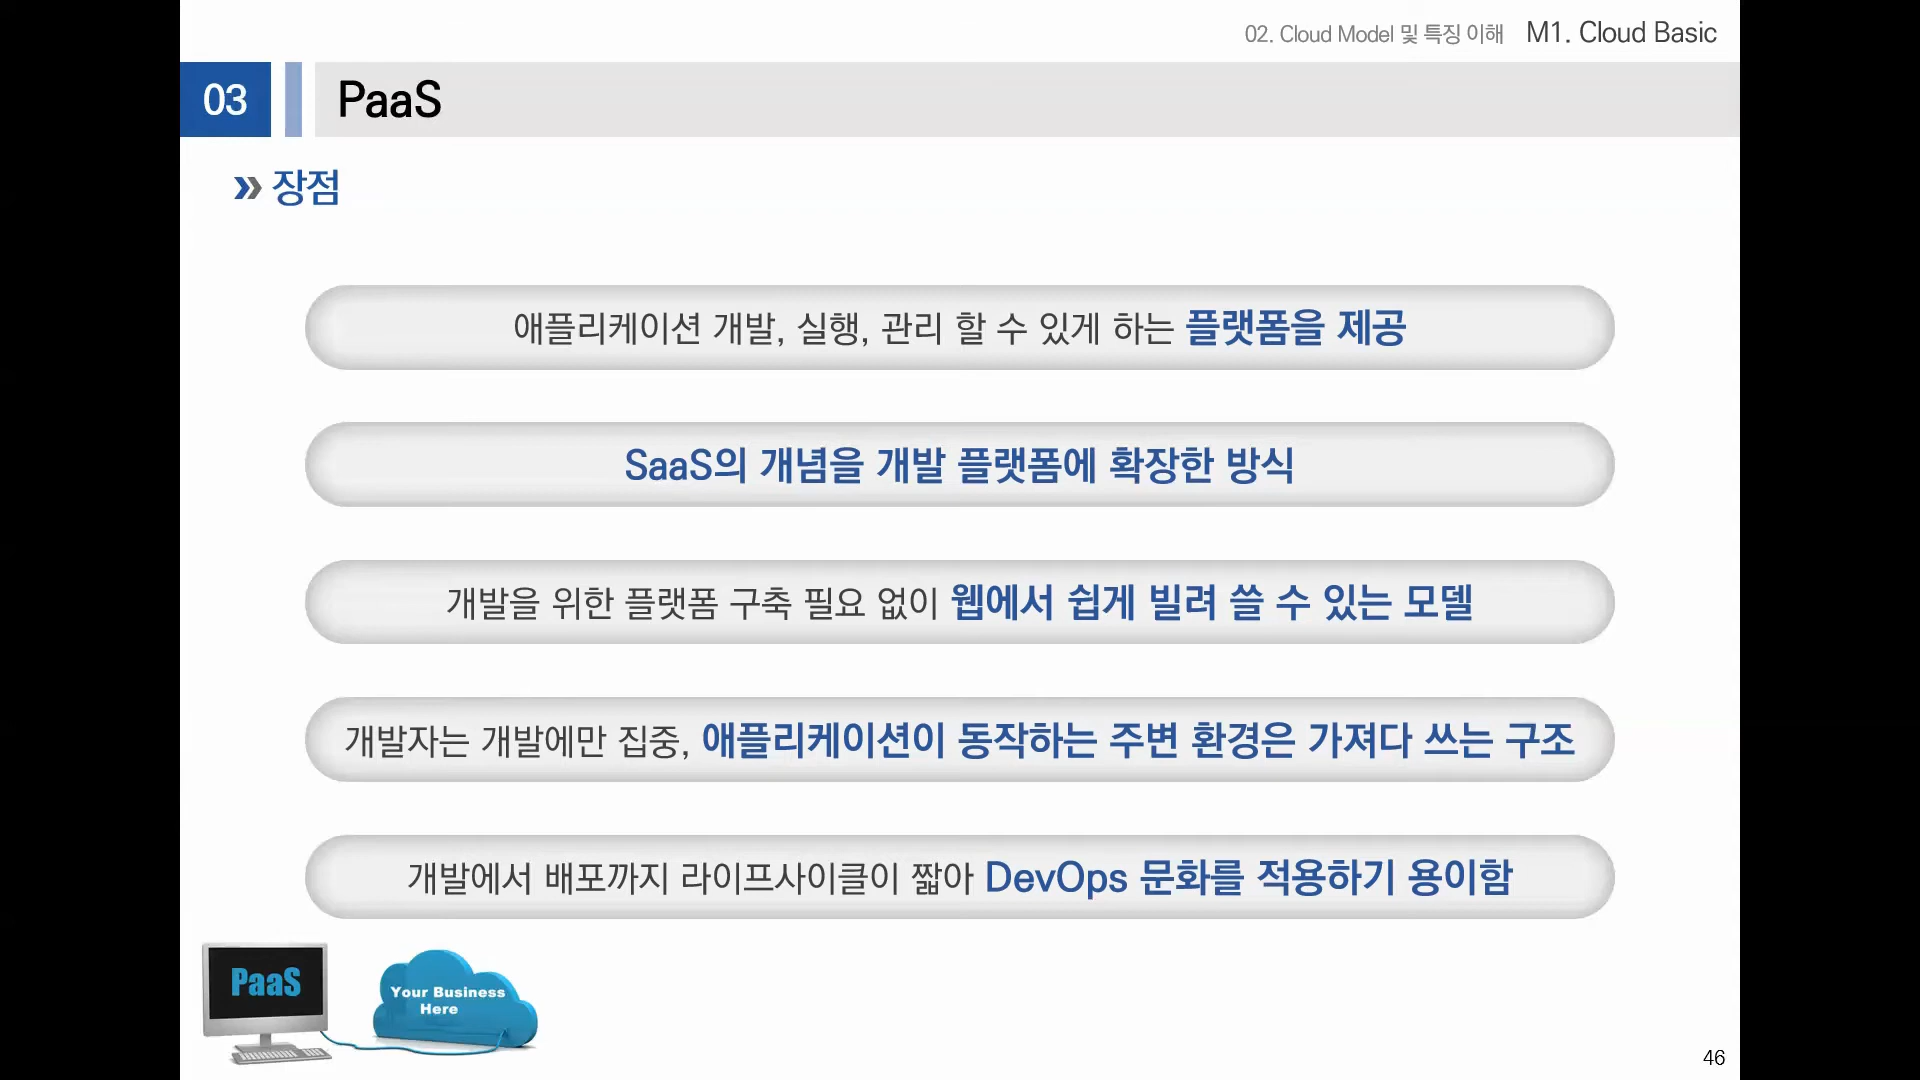 02. Cloud Model 및 특징 이해 M1. Cloud Basic
03 PaaS
장점
애플리케이션 개발, 실행, 관리 할 수 있게 하는 플랫폼을 제공
SaaS의 개념을 개발 플랫폼에 확장한 방식
개발을 위한 플랫폼 구축 필요 없이 웹에서 쉽게 빌려 쓸 수 있는 모델
개발자는 개발에만 집중, 애플리케이션이 동작하는 주변 환경은 가져다 쓰는 구조
개발에서 배포까지 라이프사이클이 짧아 DevOps 문화를 적용하기 용이함
PaaS
Your Business
Here
46